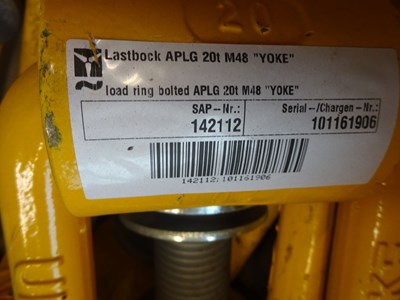 20
Lastbock APLG 20t M48 "YOKE"
load ring bolted APLG 20t M48 "YOKE"
SAP-Nr.: Serial-/Chargen-Nr.:
142112 101161906
142112;101161906